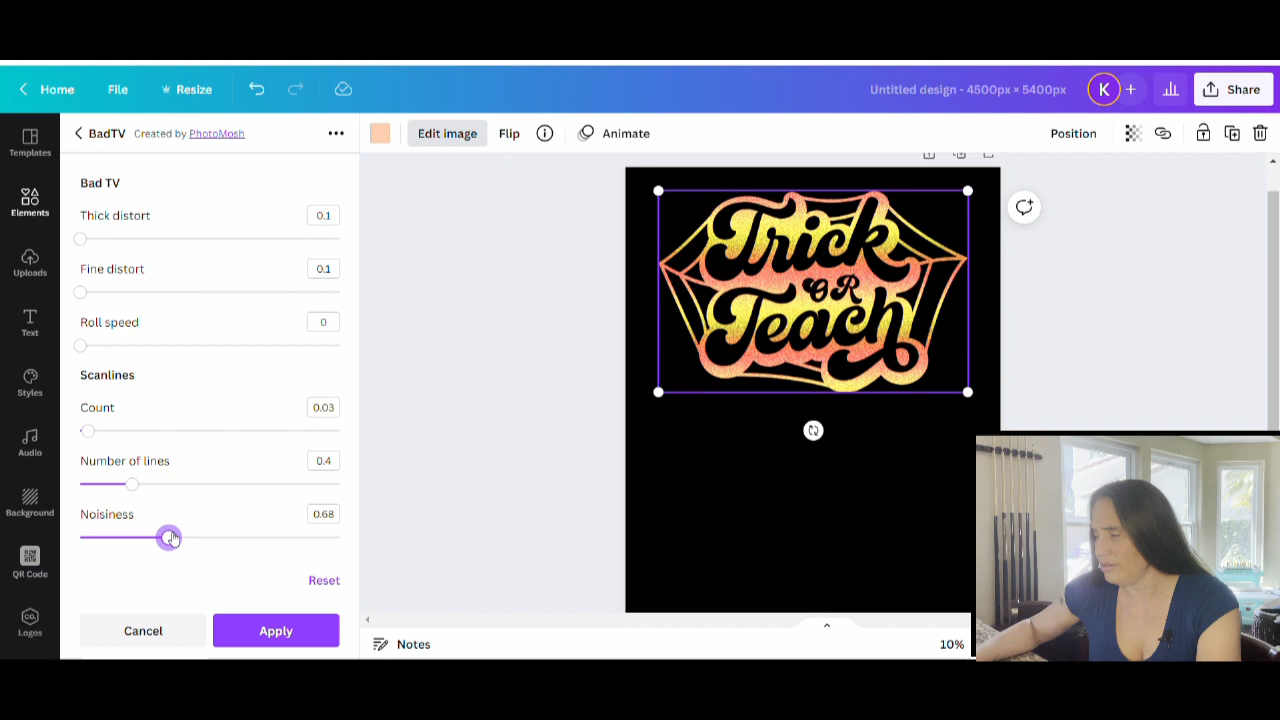 Home File Resize Untitled design - 4500px × 5400px K + Share
BadTV Created by PhotoMosh Edit image Flip Animate Position
Templates
Elements
Uploads
Text
Styles
Audio
Background
QR Code
CO.
Logos
Bad TV
Thick distort 0.1
Fine distort 0.1
Roll speed 0
Scanlines
Count 0.03
Number of lines 0.4
Noisiness 0.68
Reset
Cancel Apply
Trick
OR
Teach
Notes 10%